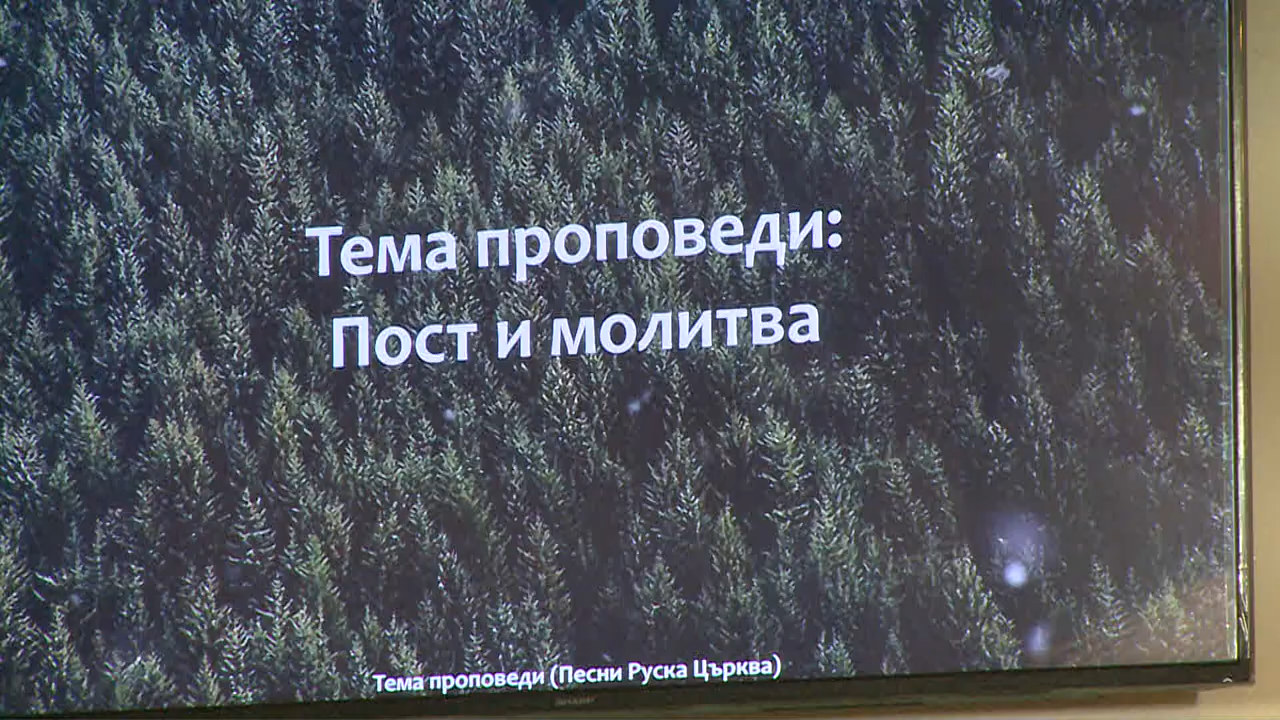 Тема проповеди:
Пост и молитва
Тема проповеди (Песни Руска Църква)